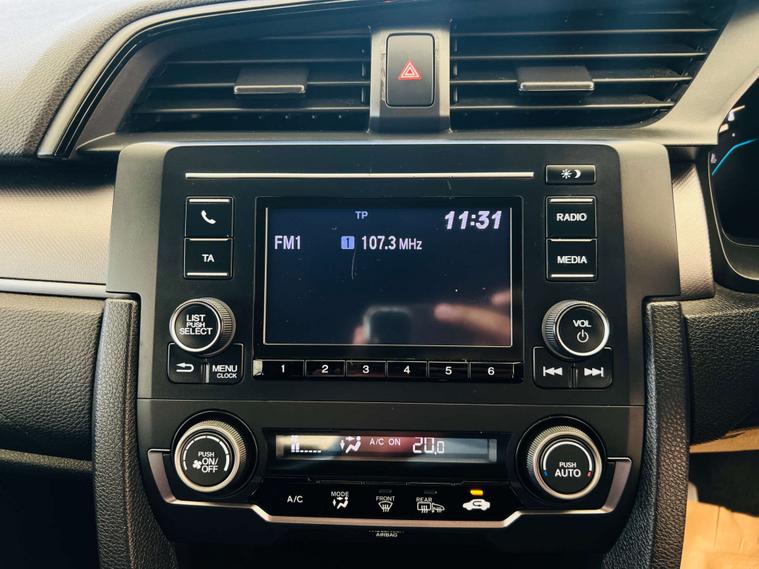 TP
11:31
FM1 1 107.3 MHz
RADIO
TA
MEDIA
LIST
PUSH
SELECT
VOL
MENU
CLOCK
1 2 3 4 5 6
PUSH
ON/
OFF
A/C ON 20.0
PUSH
AUTO
A/C
MODE
FRONT
REAR
AIRBAG